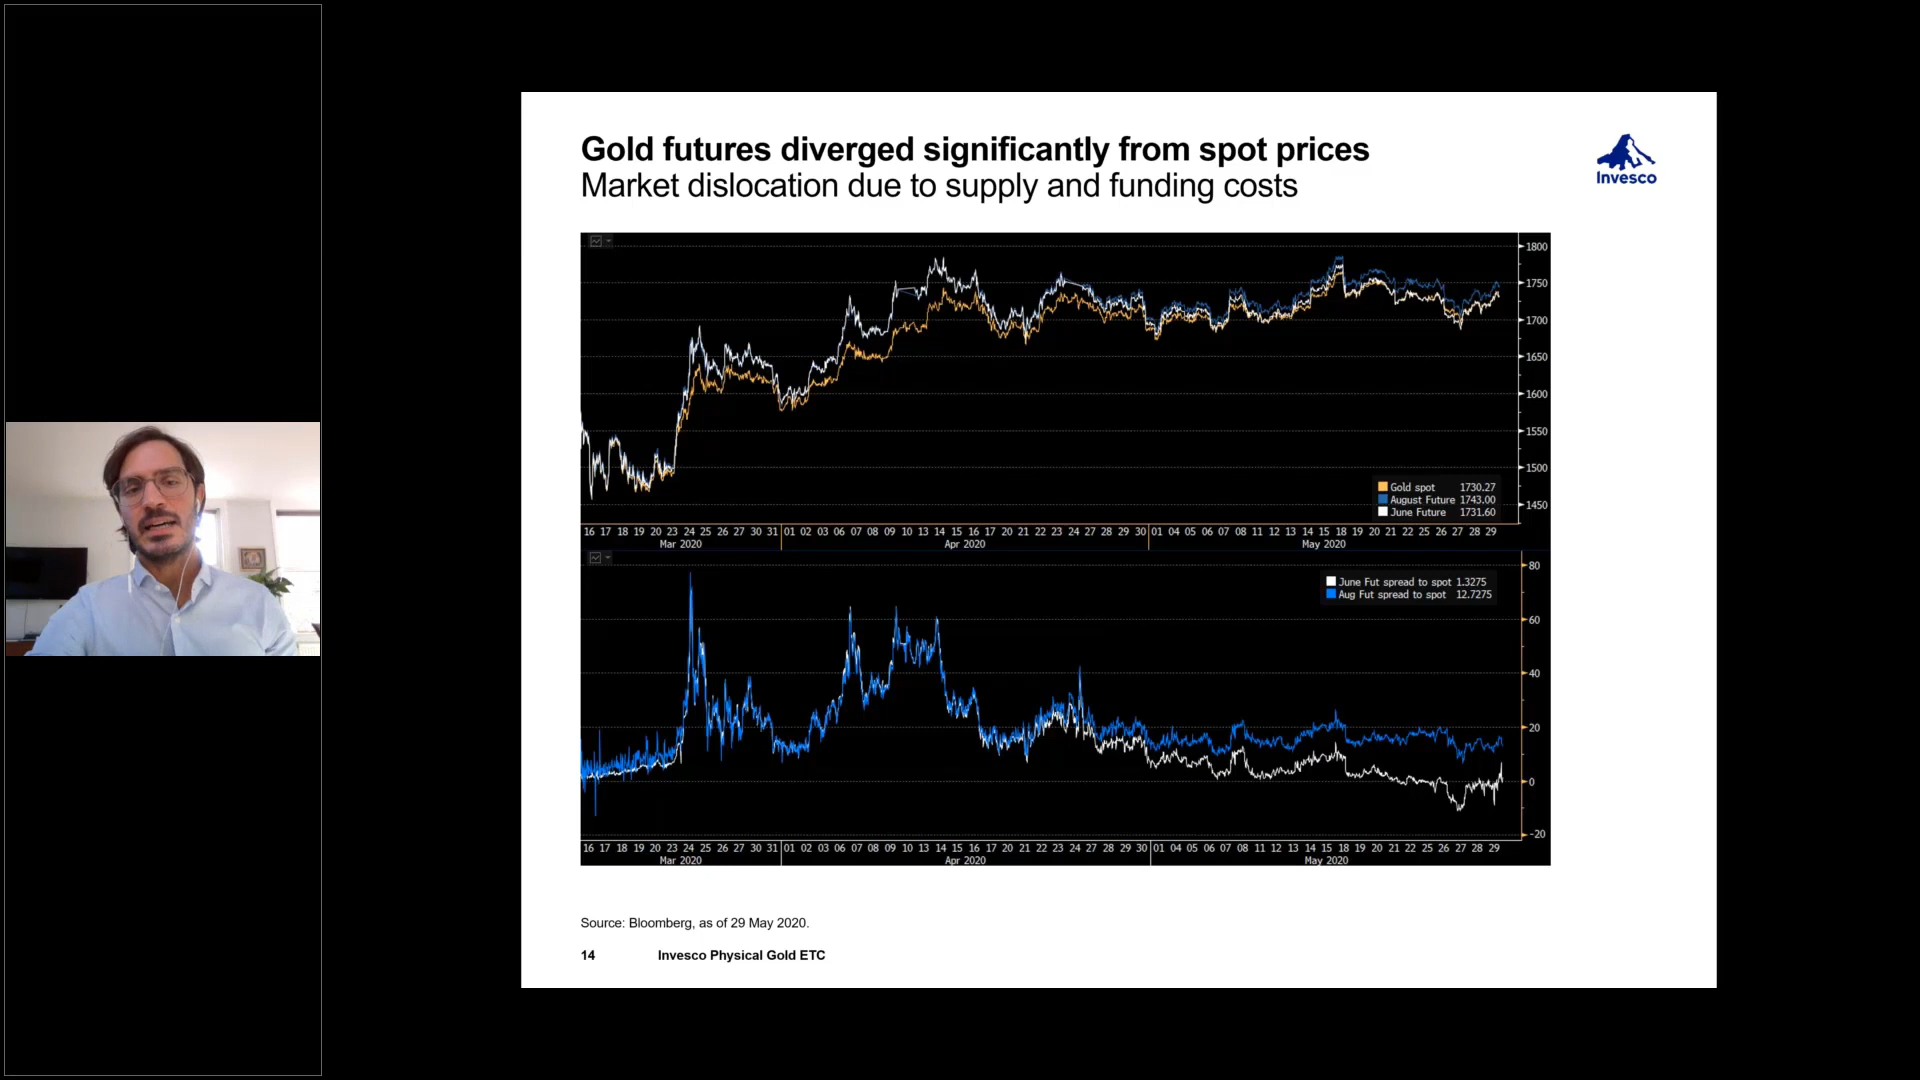 Gold futures diverged significantly from spot prices
Market dislocation due to supply and funding costs
Invesco
1800
1750
1700
1650
1600
1550
1500
1450
Gold spot 1730.27
August Future 1743.00
June Future 1731.60
16 17 18 19 20 23 24 25 26 27 30 31 01 02 03 06 07 08 09 10 13 14 15 16 17 20 21 22 23 24 27 28 29 30 01 04 05 06 07 08 11 12 13 14 15 18 19 20 21 22 25 26 27 28 29
Mar 2020 Apr 2020 May 2020
80
60
40
20
0
-20
June Fut spread to spot 1.3275
Aug Fut spread to spot 12.7275
16 17 18 19 20 23 24 25 26 27 30 31 01 02 03 06 07 08 09 10 13 14 15 16 17 20 21 22 23 24 27 28 29 30 01 04 05 06 07 08 11 12 13 14 15 18 19 20 21 22 25 26 27 28 29
Mar 2020 Apr 2020 May 2020
Source: Bloomberg, as of 29 May 2020.
14 Invesco Physical Gold ETC